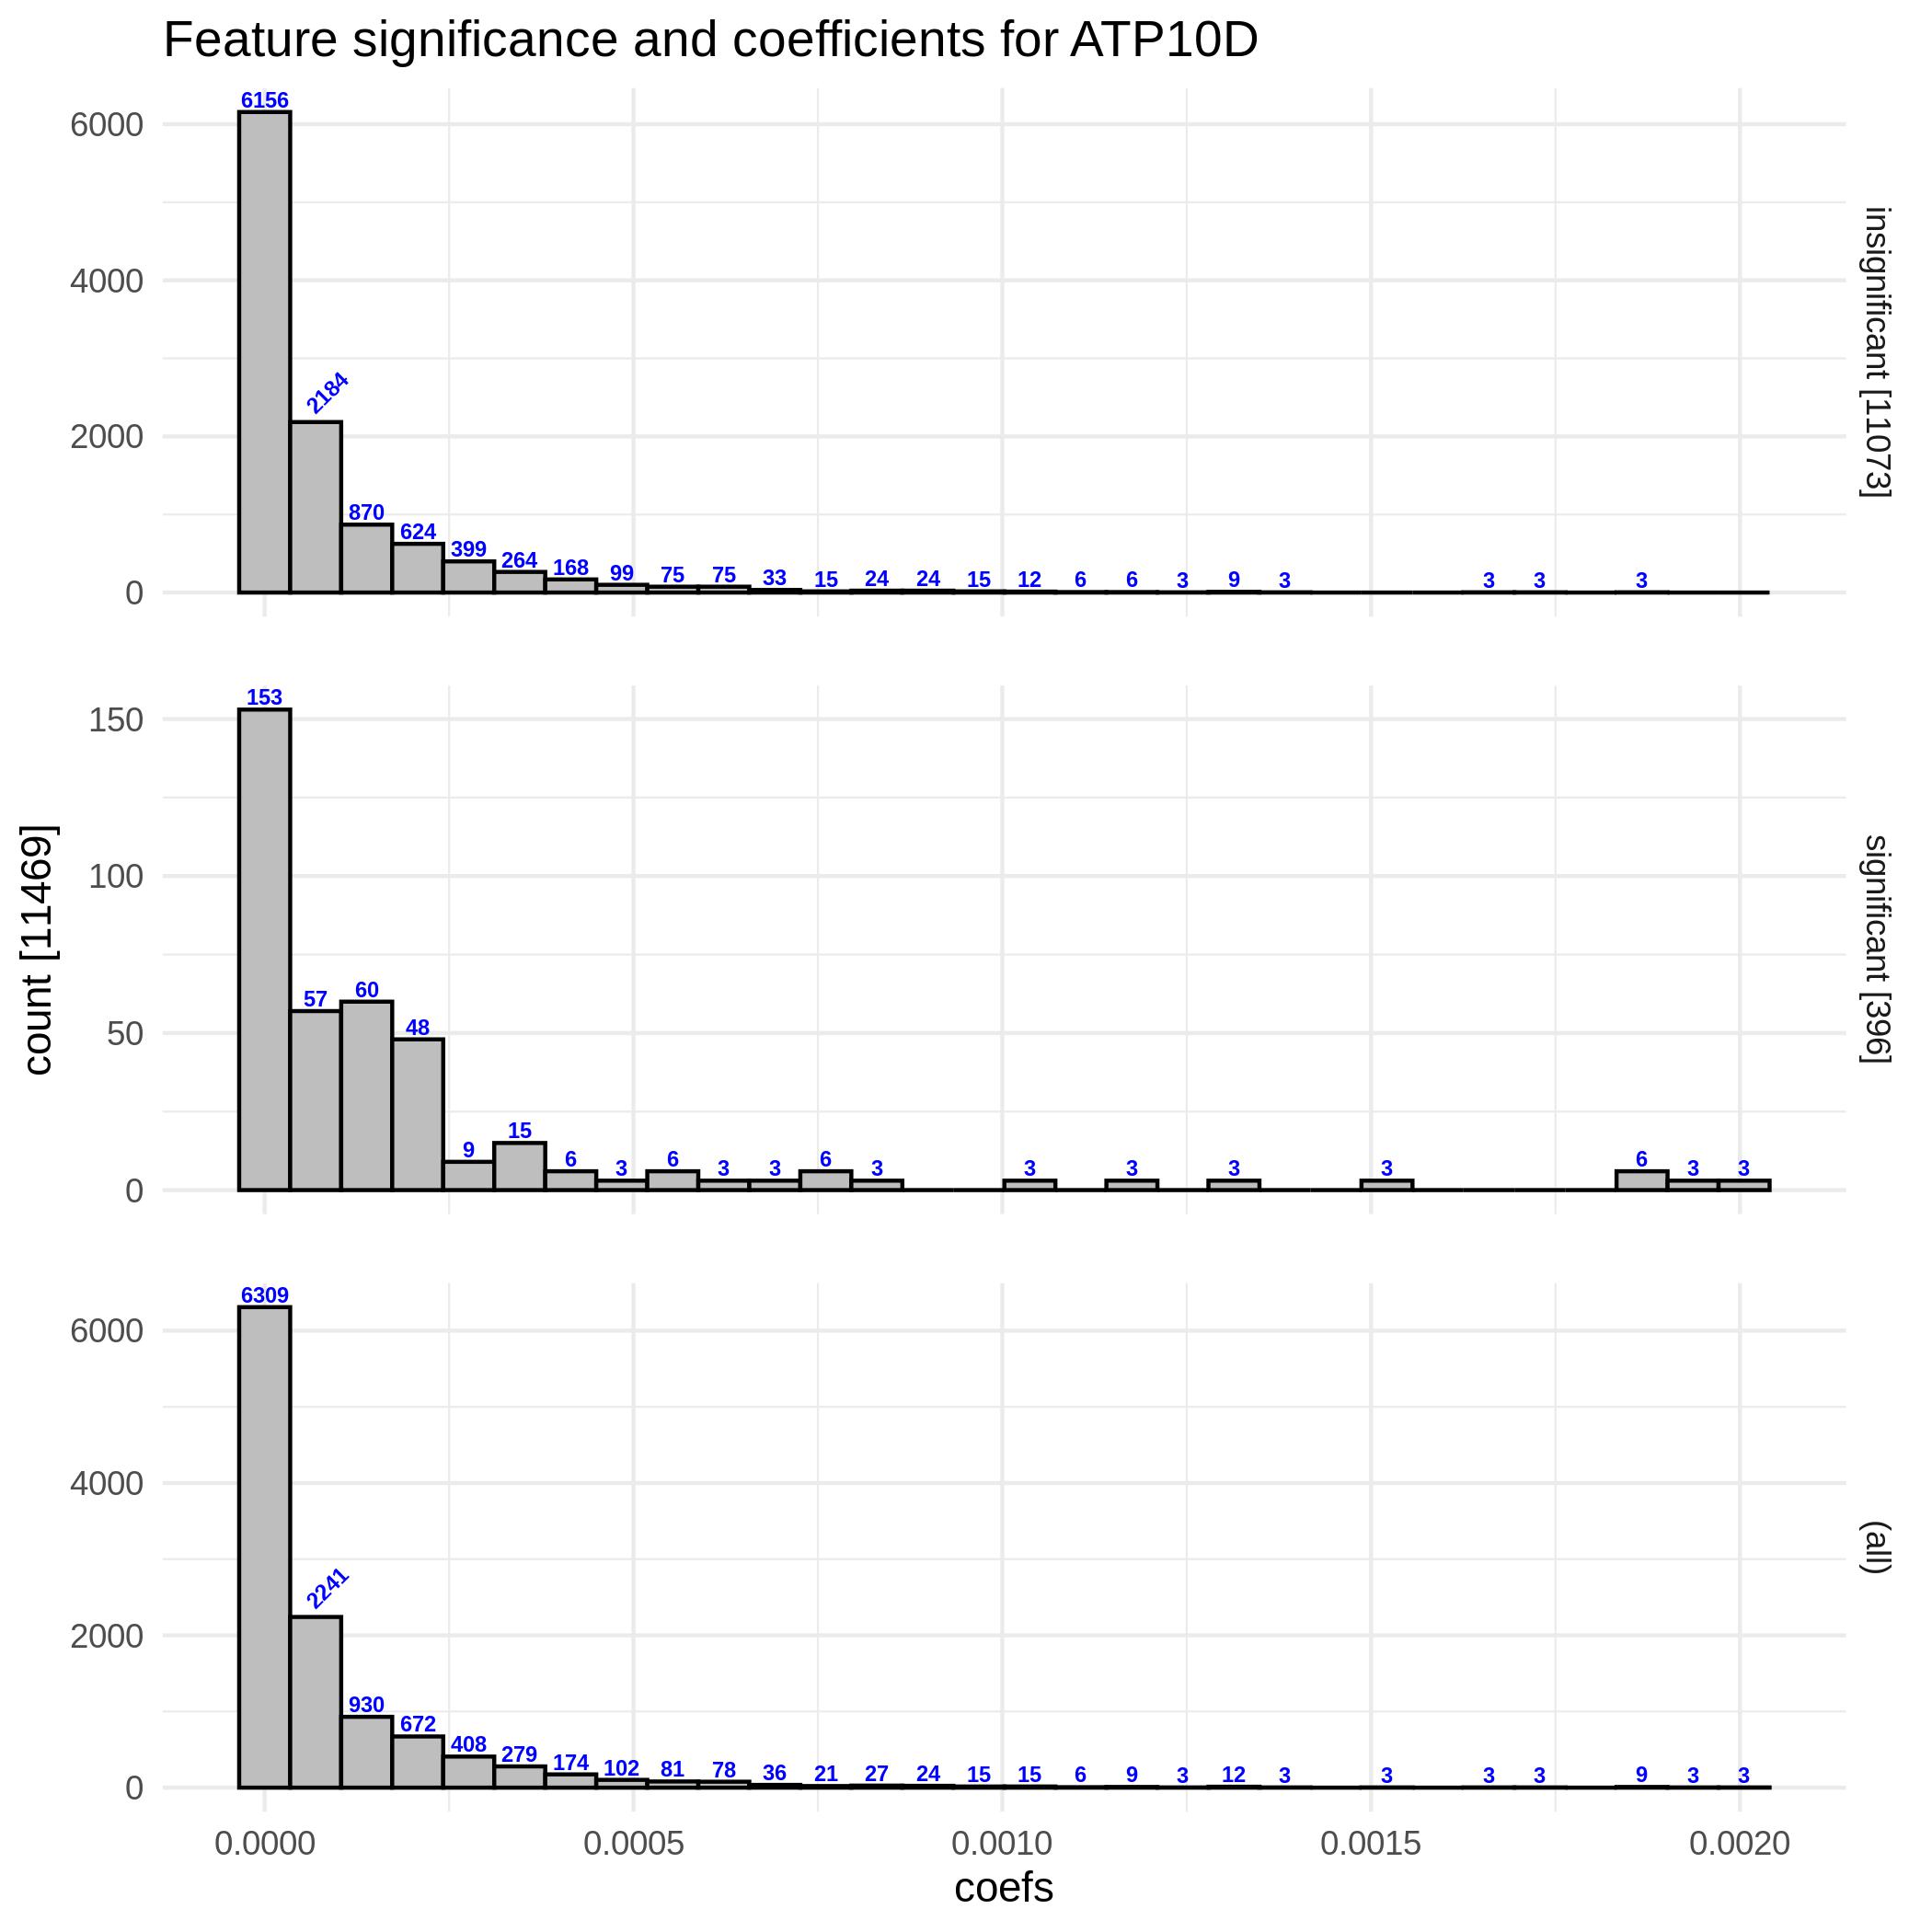 Feature significance and coefficients for ATP10D
6156
6000
4000
2184
2000
870
624
399
264 168 99 75 75 33 15 24 24 15 12 6 6 3 9 3 3 3 3
0
insignificant [11073]
153
150
100
60
57
50
48
15
9
6 3 6 3 3 6 3 3 3 3 3 6 3 3
0
significant [396]
count [11469]
6309
6000
4000
2241
2000
930
672
408
279 174 102 81 78 36 21 27 24 15 15 6 9 3 12 3 3 3 3 9 3 3
0
(all)
0.0000 0.0005 0.0010 0.0015 0.0020
coefs